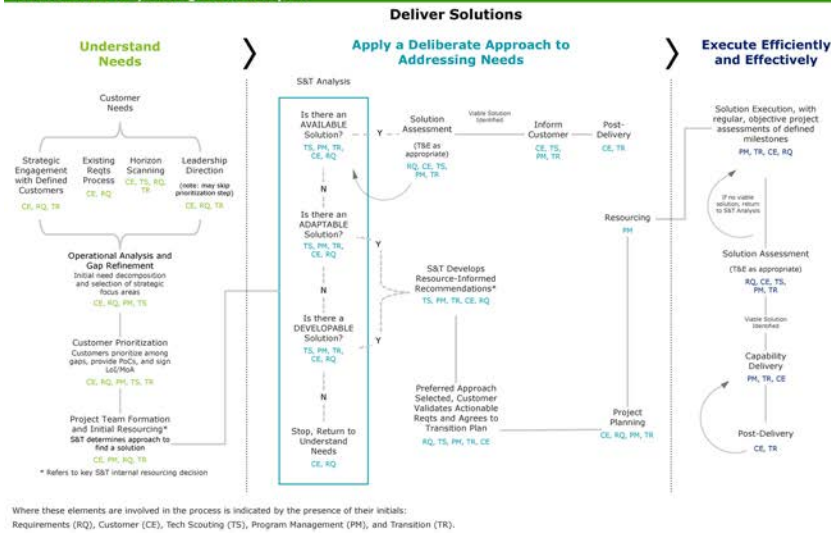 Deliver Solutions
Understand
Needs
Customer
Needs
Strategic
Engagement
with Defined
Customers
CE, RQ, TR
Existing
Reqts
Process
CE, RQ
Horizon
Scanning
CE, TS, RQ,
TR
Leadership
Direction
(note: may skip
prioritization step)
CE, RQ, TR
Operational Analysis and
Gap Refinement
Initial need decomposition
and selection of strategic
focus areas
CE, RQ, PM, TS
Customer Prioritization
Customers prioritize among
gaps, provide PoCs, and sign
LoI/MoA
CE, RQ, PM, TS, TR
Project Team Formation
and Initial Resourcing*
S&T determines approach to
find a solution
CE, PM, RQ, TR
* Refers to key S&T internal resourcing decision
Apply a Deliberate Approach to
Addressing Needs
S&T Analysis
Is there an
AVAILABLE
Solution?
TS, PM, TR,
CE, RQ
Y
N
Is there an
ADAPTABLE
Solution?
TS, PM, TR,
CE, RQ
Y
N
Is there a
DEVELOPABLE
Solution?
TS, PM, TR,
CE, RQ
Y
N
Stop, Return to
Understand
Needs
CE, RQ
Solution
Assessment
(T&E as
appropriate)
RQ, CE, TS,
PM, TR
Viable Solution
Identified
Inform
Customer
CE, TS,
PM, TR
Post-
Delivery
CE, TR
S&T Develops
Resource-Informed
Recommendations*
TS, PM, TR, CE, RQ
Preferred Approach
Selected, Customer
Validates Actionable
Reqts and Agrees to
Transition Plan
RQ, TS, PM, TR, CE
Project
Planning
CE, RQ, PM, TR
Resourcing
PM
Execute Efficiently
and Effectively
Solution Execution, with
regular, objective project
assessments of defined
milestones
PM, TR, CE, RQ
If no viable
solution, return
to S&T Analysis
Solution Assessment
(T&E as appropriate)
RQ, CE, TS,
PM, TR
Viable Solution
Identified
Capability
Delivery
PM, TR, CE
Post-Delivery
CE, TR
Where these elements are involved in the process is indicated by the presence of their initials:
Requirements (RQ), Customer (CE), Tech Scouting (TS), Program Management (PM), and Transition (TR).